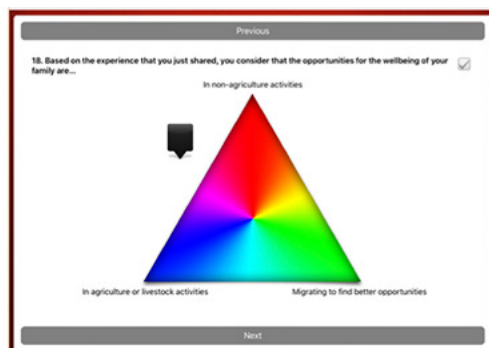 Previous
18. Based on the experience that you just shared, you consider that the opportunities for the wellbeing of your
family are...
In non-agriculture activities
In agriculture or livestock activities
Migrating to find better opportunities
Next